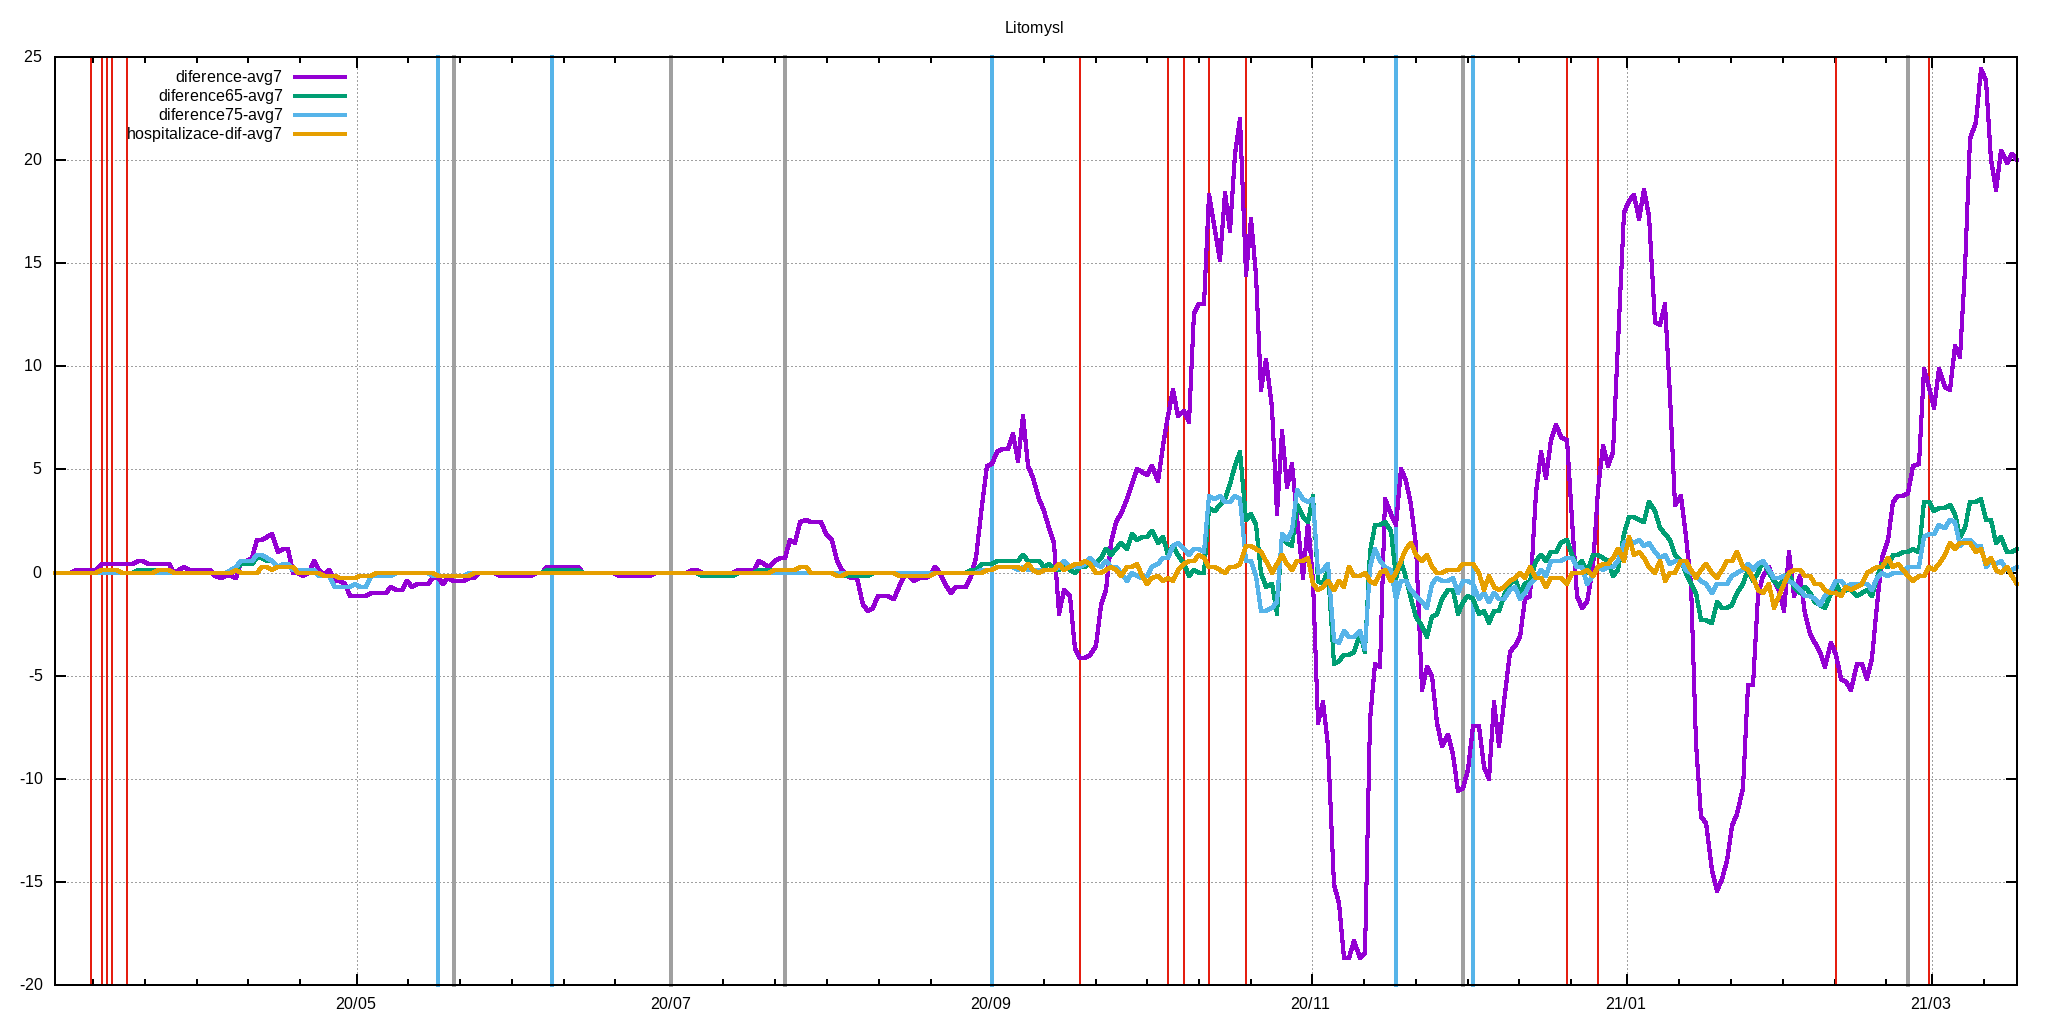 Litomysl
25
diference-avg7
diference65-avg7
diference75-avg7
hospitalizace-dif-avg7
20
15
10
5
0
-5
-10
-15
-20
20/05 20/07 20/09 20/11 21/01 21/03